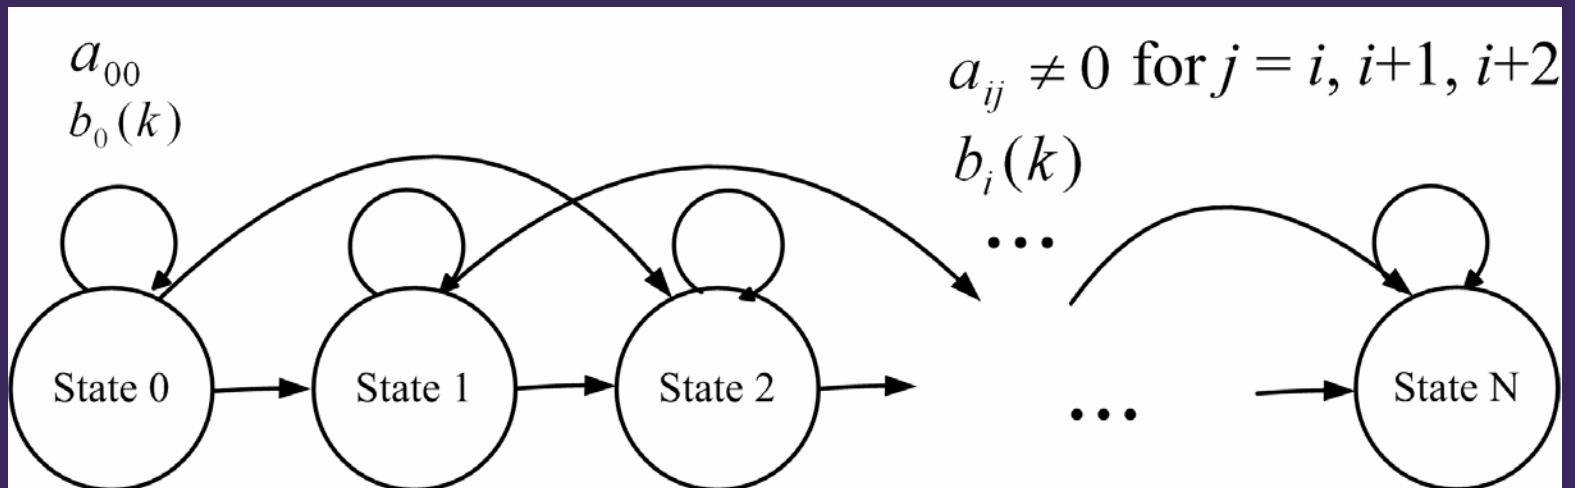 a₀₀
b₀(k)
aᵢⱼ ≠ 0 for j = i, i+1, i+2
bᵢ(k)
...
State 0
State 1
State 2
...
State N